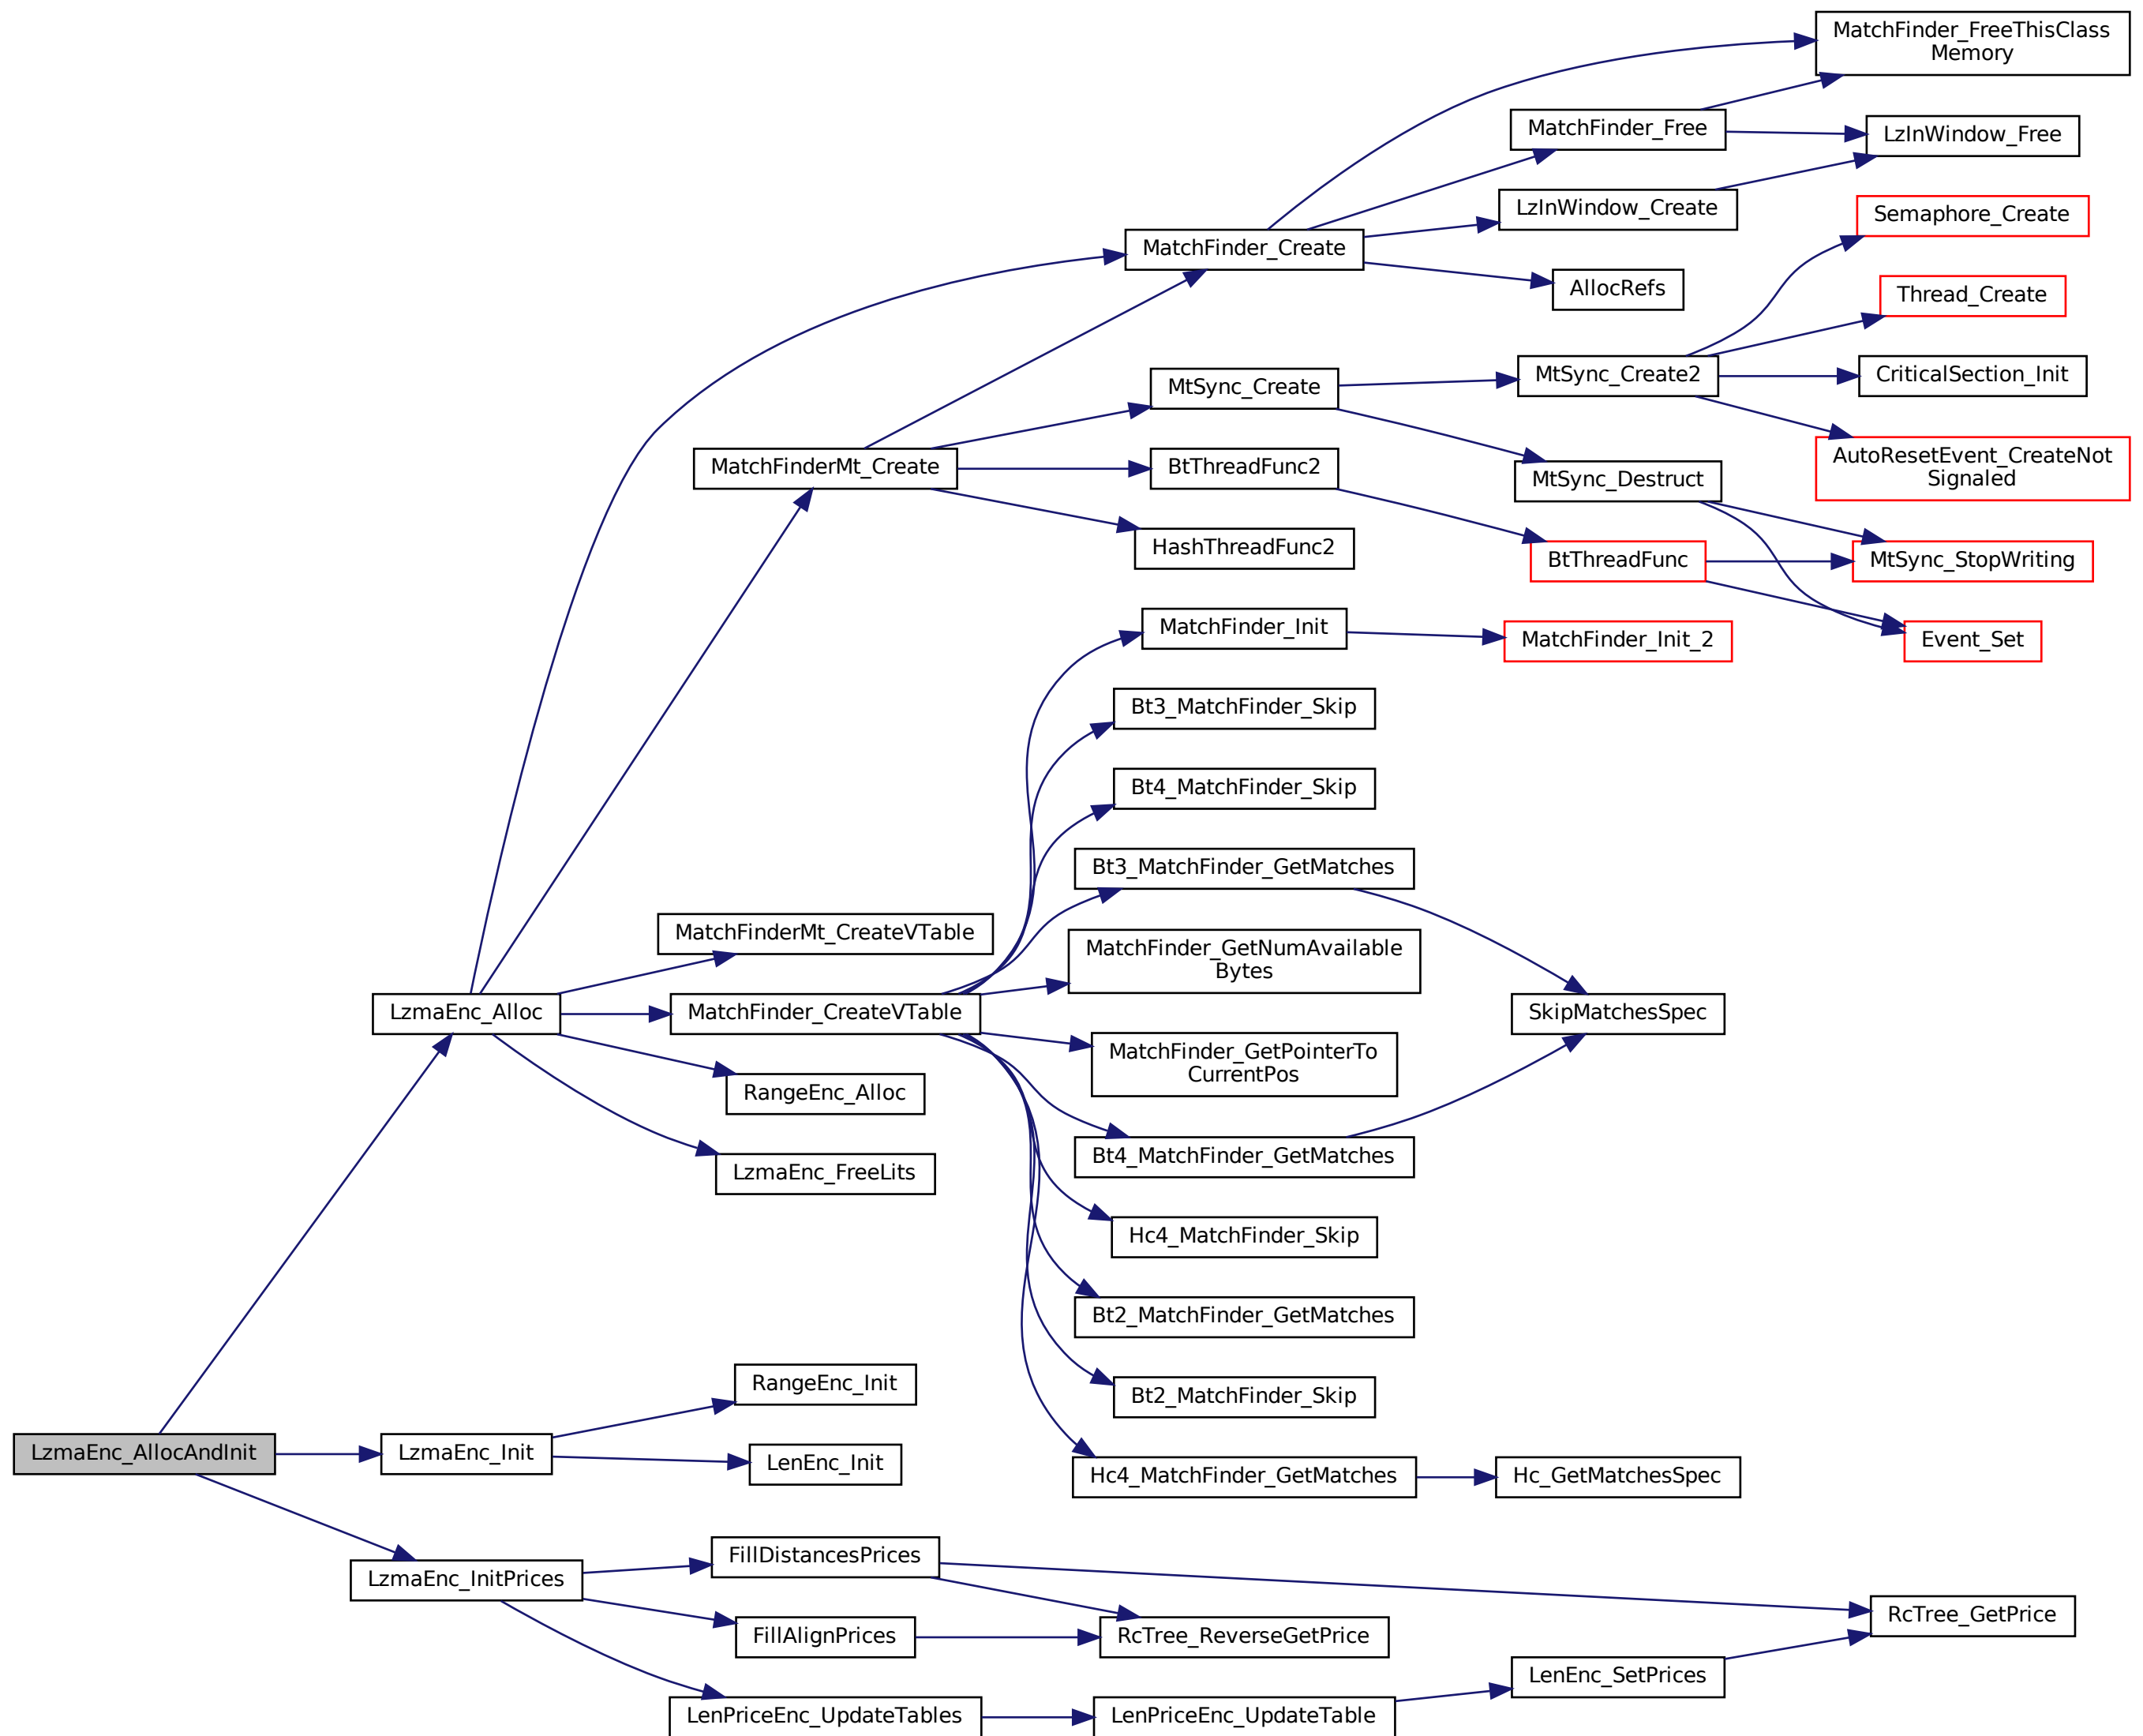 MatchFinder_FreeThisClass
Memory
MatchFinder_Free
LzInWindow_Free
LzInWindow_Create
Semaphore_Create
MatchFinder_Create
AllocRefs
Thread_Create
MtSync_Create
MtSync_Create2
CriticalSection_Init
MatchFinderMt_Create
BtThreadFunc2
AutoResetEvent_CreateNot
Signaled
MtSync_Destruct
HashThreadFunc2
BtThreadFunc
MtSync_StopWriting
MatchFinder_Init
MatchFinder_Init_2
Event_Set
Bt3_MatchFinder_Skip
Bt4_MatchFinder_Skip
Bt3_MatchFinder_GetMatches
MatchFinderMt_CreateVTable
MatchFinder_GetNumAvailable
Bytes
LzmaEnc_Alloc
MatchFinder_CreateVTable
SkipMatchesSpec
MatchFinder_GetPointerTo
CurrentPos
RangeEnc_Alloc
Bt4_MatchFinder_GetMatches
LzmaEnc_FreeLits
Hc4_MatchFinder_Skip
Bt2_MatchFinder_GetMatches
RangeEnc_Init
Bt2_MatchFinder_Skip
LzmaEnc_AllocAndInit
LzmaEnc_Init
LenEnc_Init
Hc4_MatchFinder_GetMatches
Hc_GetMatchesSpec
FillDistancesPrices
LzmaEnc_InitPrices
RcTree_GetPrice
FillAlignPrices
RcTree_ReverseGetPrice
LenEnc_SetPrices
LenPriceEnc_UpdateTables
LenPriceEnc_UpdateTable